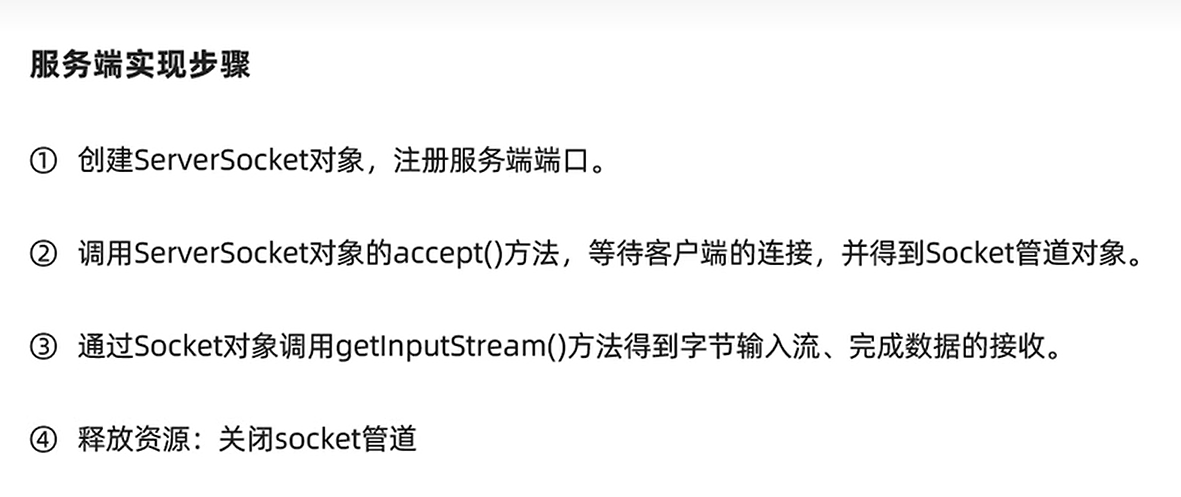 服务端实现步骤
① 创建ServerSocket对象，注册服务端端口。
② 调用ServerSocket对象的accept()方法，等待客户端的连接，并得到Socket管道对象。
③ 通过Socket对象调用getInputStream()方法得到字节输入流、完成数据的接收。
④ 释放资源：关闭socket管道